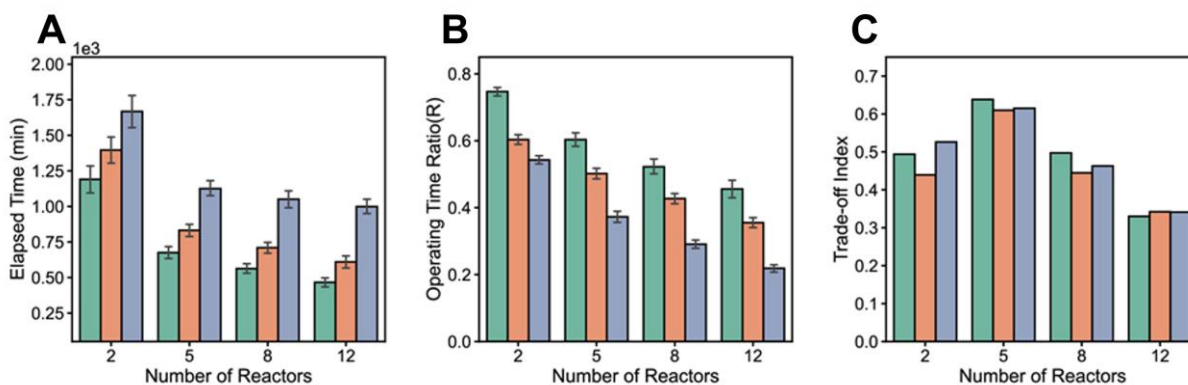 A
1e3
2.00
1.75
1.50
1.25
1.00
0.75
0.50
0.25
Elapsed Time (min)
2 5 8 12
Number of Reactors
B
0.8
0.6
0.4
0.2
0.0
Operating Time Ratio(R)
2 5 8 12
Number of Reactors
C
0.7
0.6
0.5
0.4
0.3
0.2
0.1
0.0
Trade-off Index
2 5 8 12
Number of Reactors